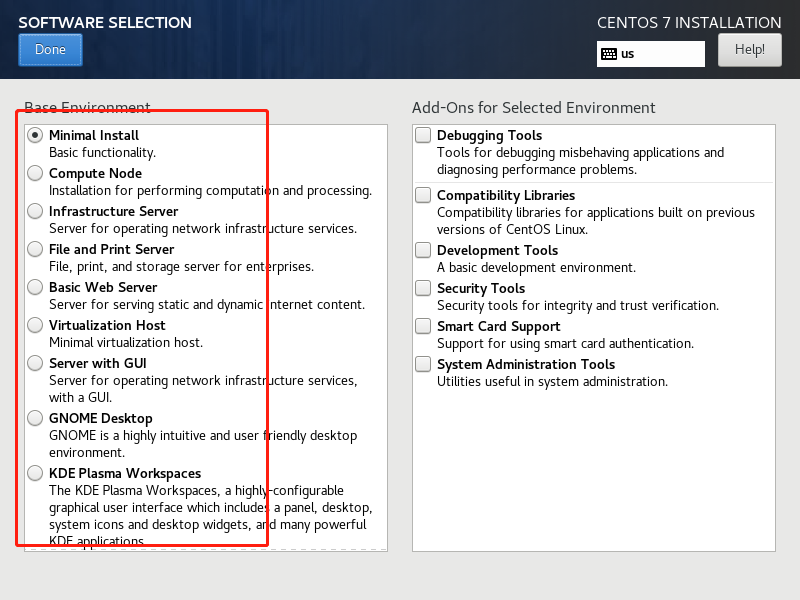 SOFTWARE SELECTION
Done
CENTOS 7 INSTALLATION
us
Help!
Base Environment
Minimal Install
Basic functionality.
Compute Node
Installation for performing computation and processing.
Infrastructure Server
Server for operating network infrastructure services.
File and Print Server
File, print, and storage server for enterprises.
Basic Web Server
Server for serving static and dynamic internet content.
Virtualization Host
Minimal virtualization host.
Server with GUI
Server for operating network infrastructure services,
with a GUI.
GNOME Desktop
GNOME is a highly intuitive and user friendly desktop
environment.
KDE Plasma Workspaces
The KDE Plasma Workspaces, a highly-configurable
graphical user interface which includes a panel, desktop,
system icons and desktop widgets, and many powerful
KDE applications.
Add-Ons for Selected Environment
Debugging Tools
Tools for debugging misbehaving applications and
diagnosing performance problems.
Compatibility Libraries
Compatibility libraries for applications built on previous
versions of CentOS Linux.
Development Tools
A basic development environment.
Security Tools
Security tools for integrity and trust verification.
Smart Card Support
Support for using smart card authentication.
System Administration Tools
Utilities useful in system administration.